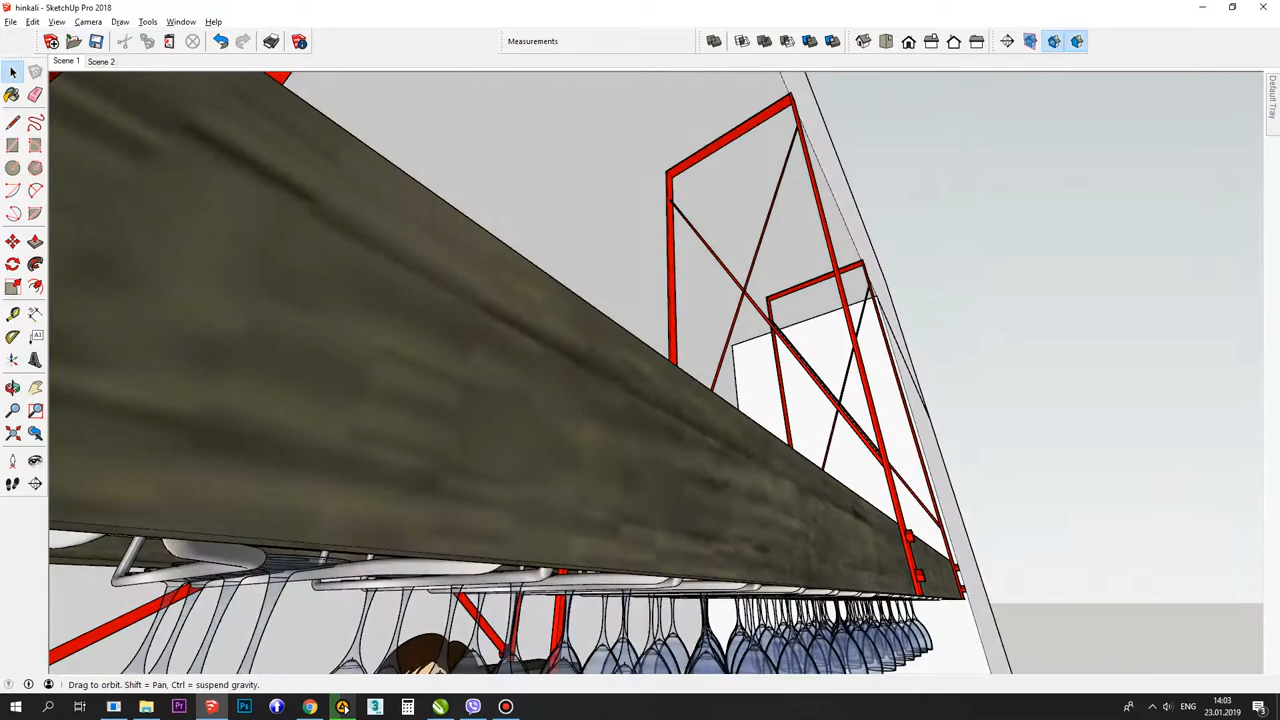 hinkali - SketchUp Pro 2018
File Edit View Camera Draw Tools Window Help
Measurements
Scene 1 Scene 2
Default Tray
Drag to orbit. Shift = Pan, Ctrl = suspend gravity.
ENG
14:03
23.01.2019